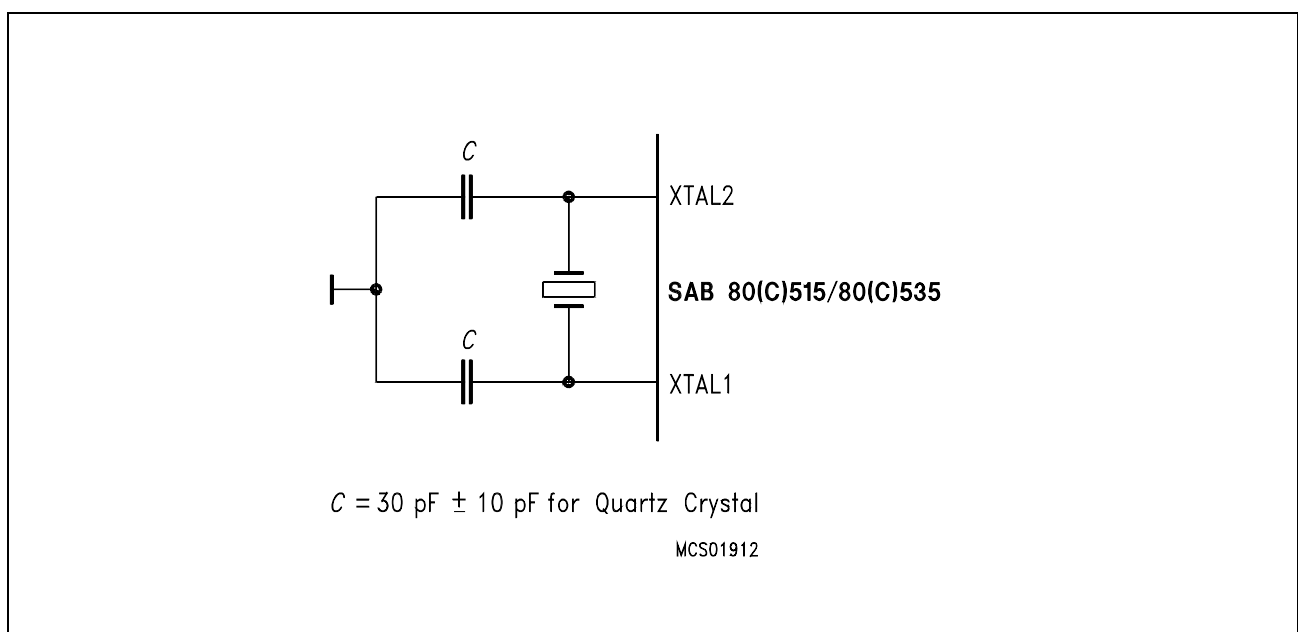 C
XTAL2
SAB 80(C)515/80(C)535
C
XTAL1
C = 30 pF ± 10 pF for Quartz Crystal
MCS01912